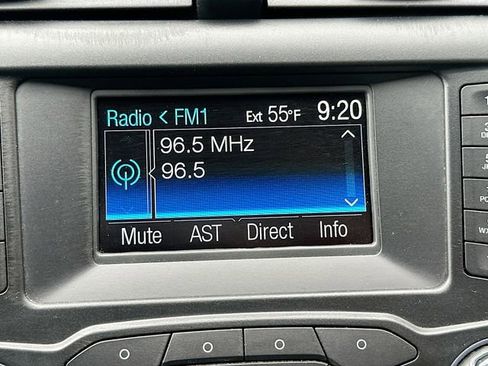 Radio < FM1 Ext 55°F 9:20
96.5 MHz
96.5
Mute AST Direct Info